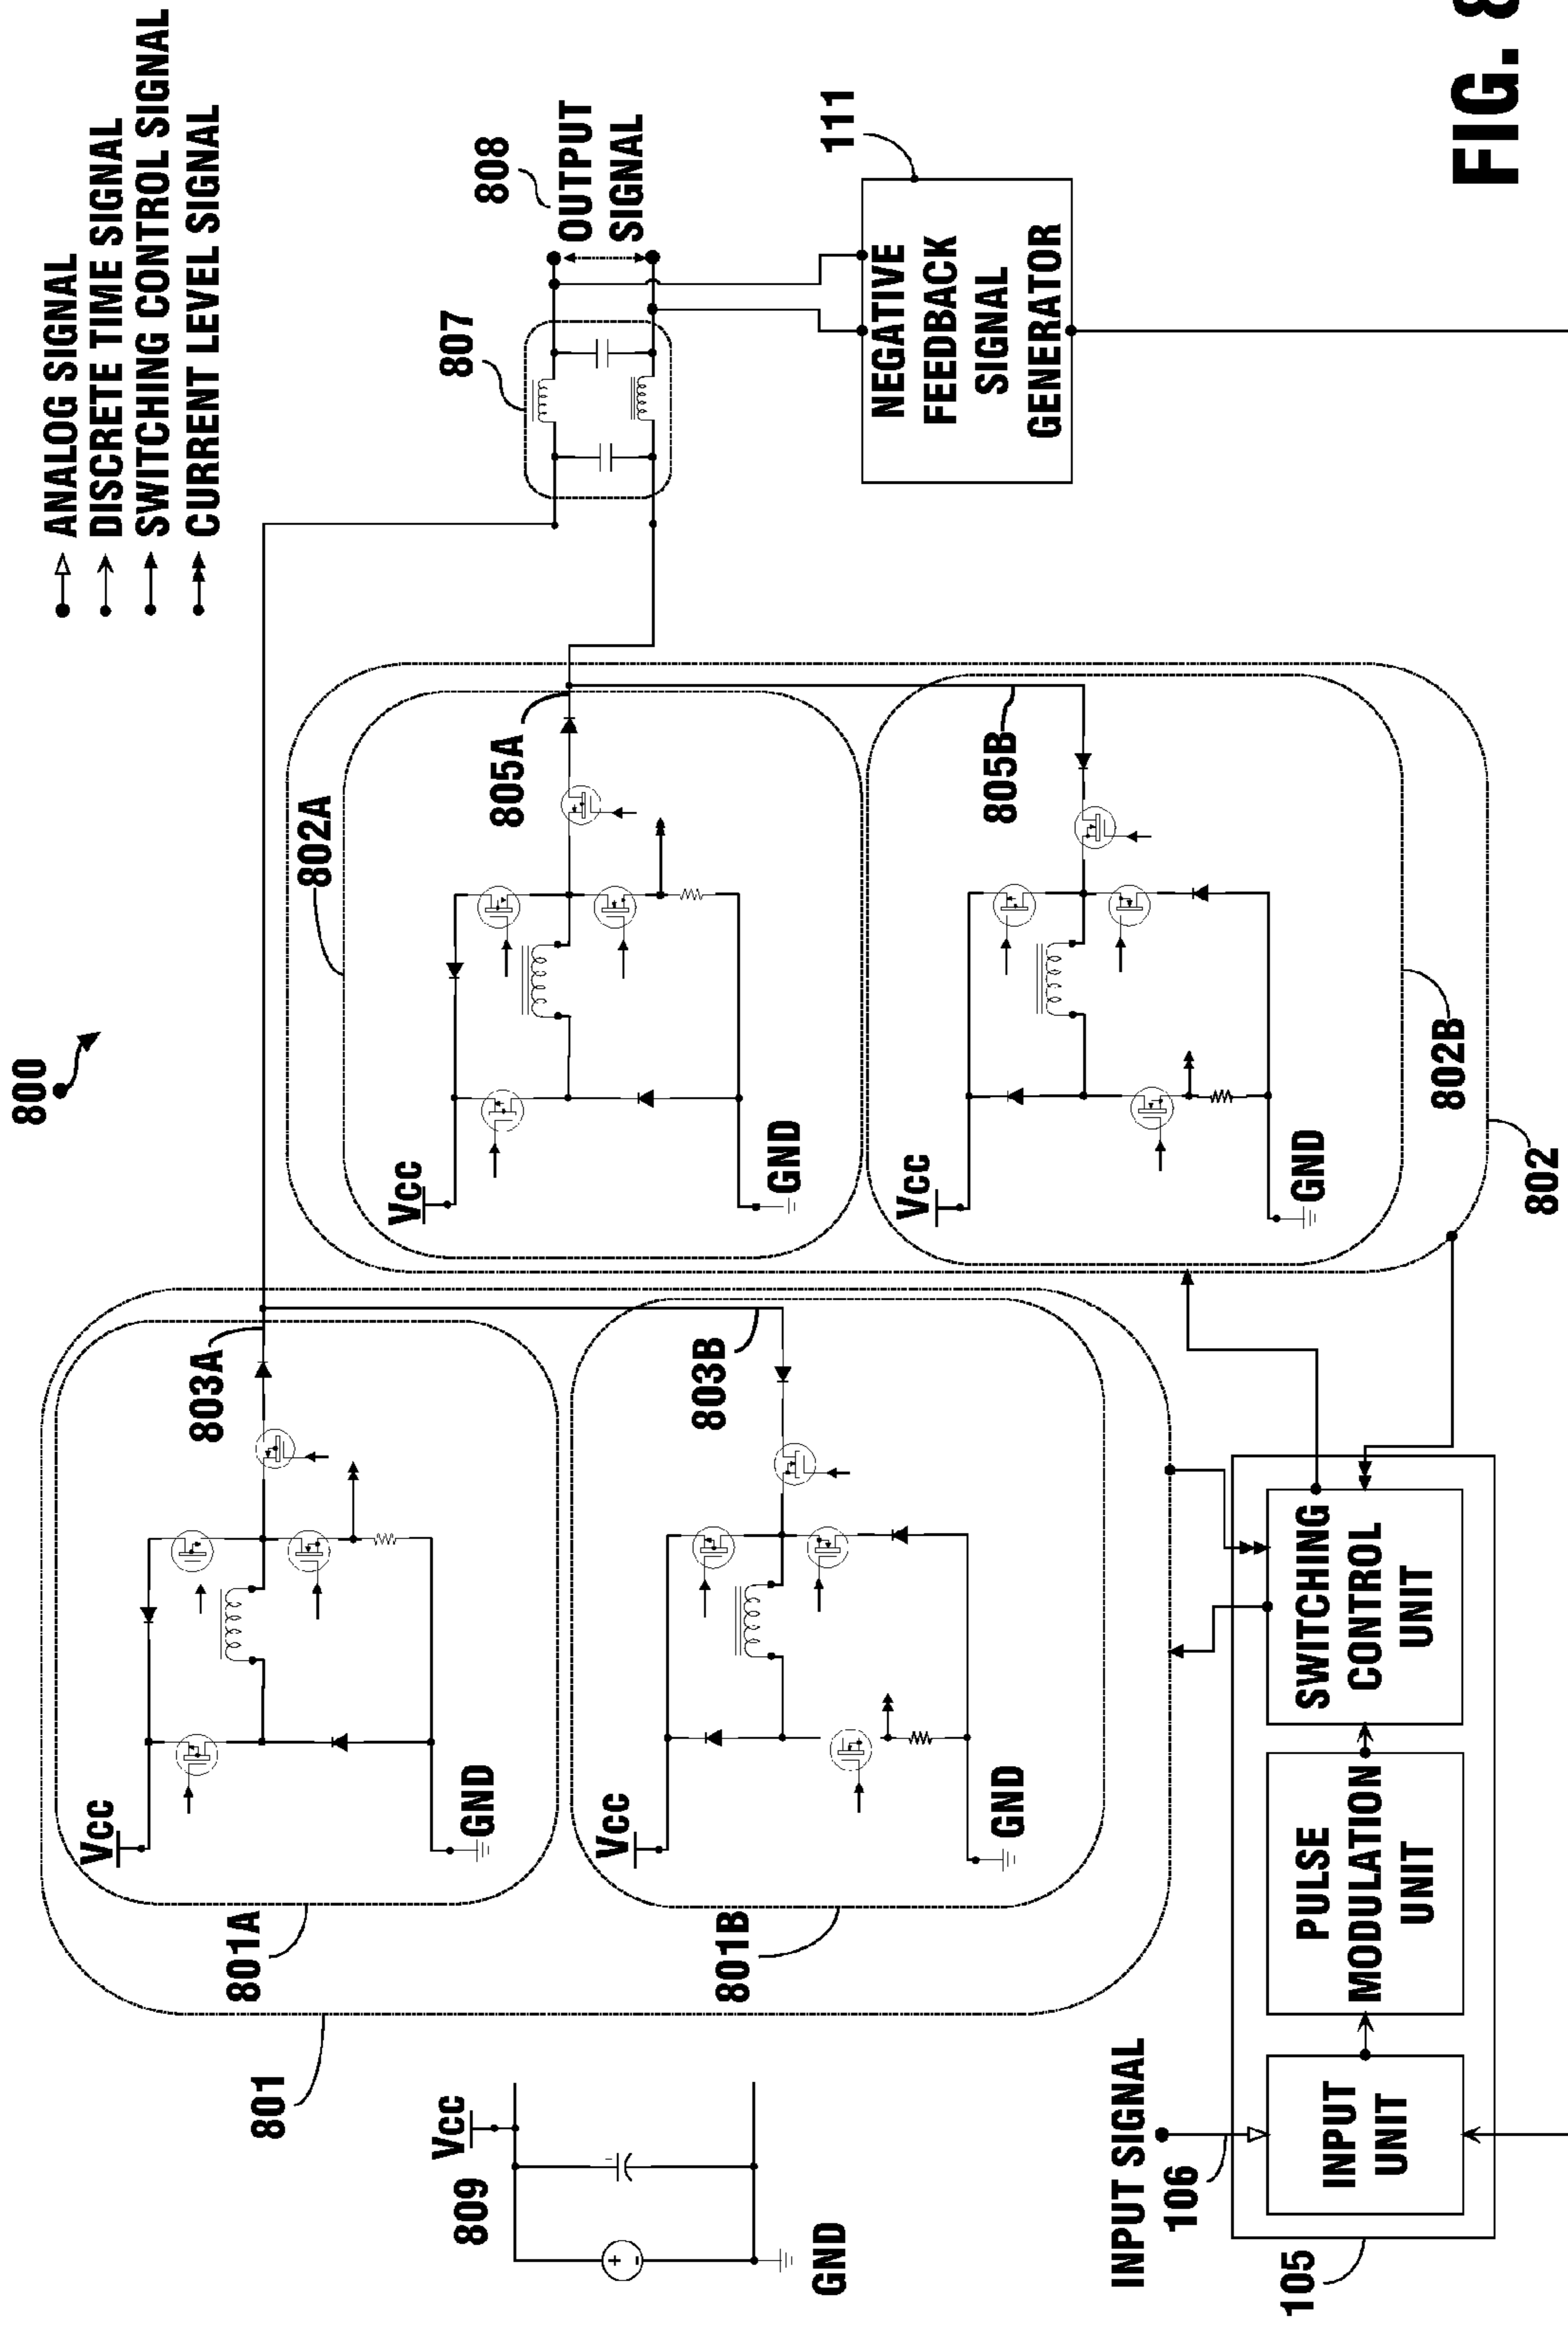 800
ANALOG SIGNAL
DISCRETE TIME SIGNAL
SWITCHING CONTROL SIGNAL
CURRENT LEVEL SIGNAL
801
801A
Vcc
GND
803A
801B
Vcc
GND
803B
802A
Vcc
GND
805A
Vcc
GND
805B
802B
802
807
808
OUTPUT
SIGNAL
111
NEGATIVE
FEEDBACK
SIGNAL
GENERATOR
809
Vcc
GND
INPUT SIGNAL
106
105
INPUT
UNIT
PULSE
MODULATION
UNIT
SWITCHING
CONTROL
UNIT
FIG. 8